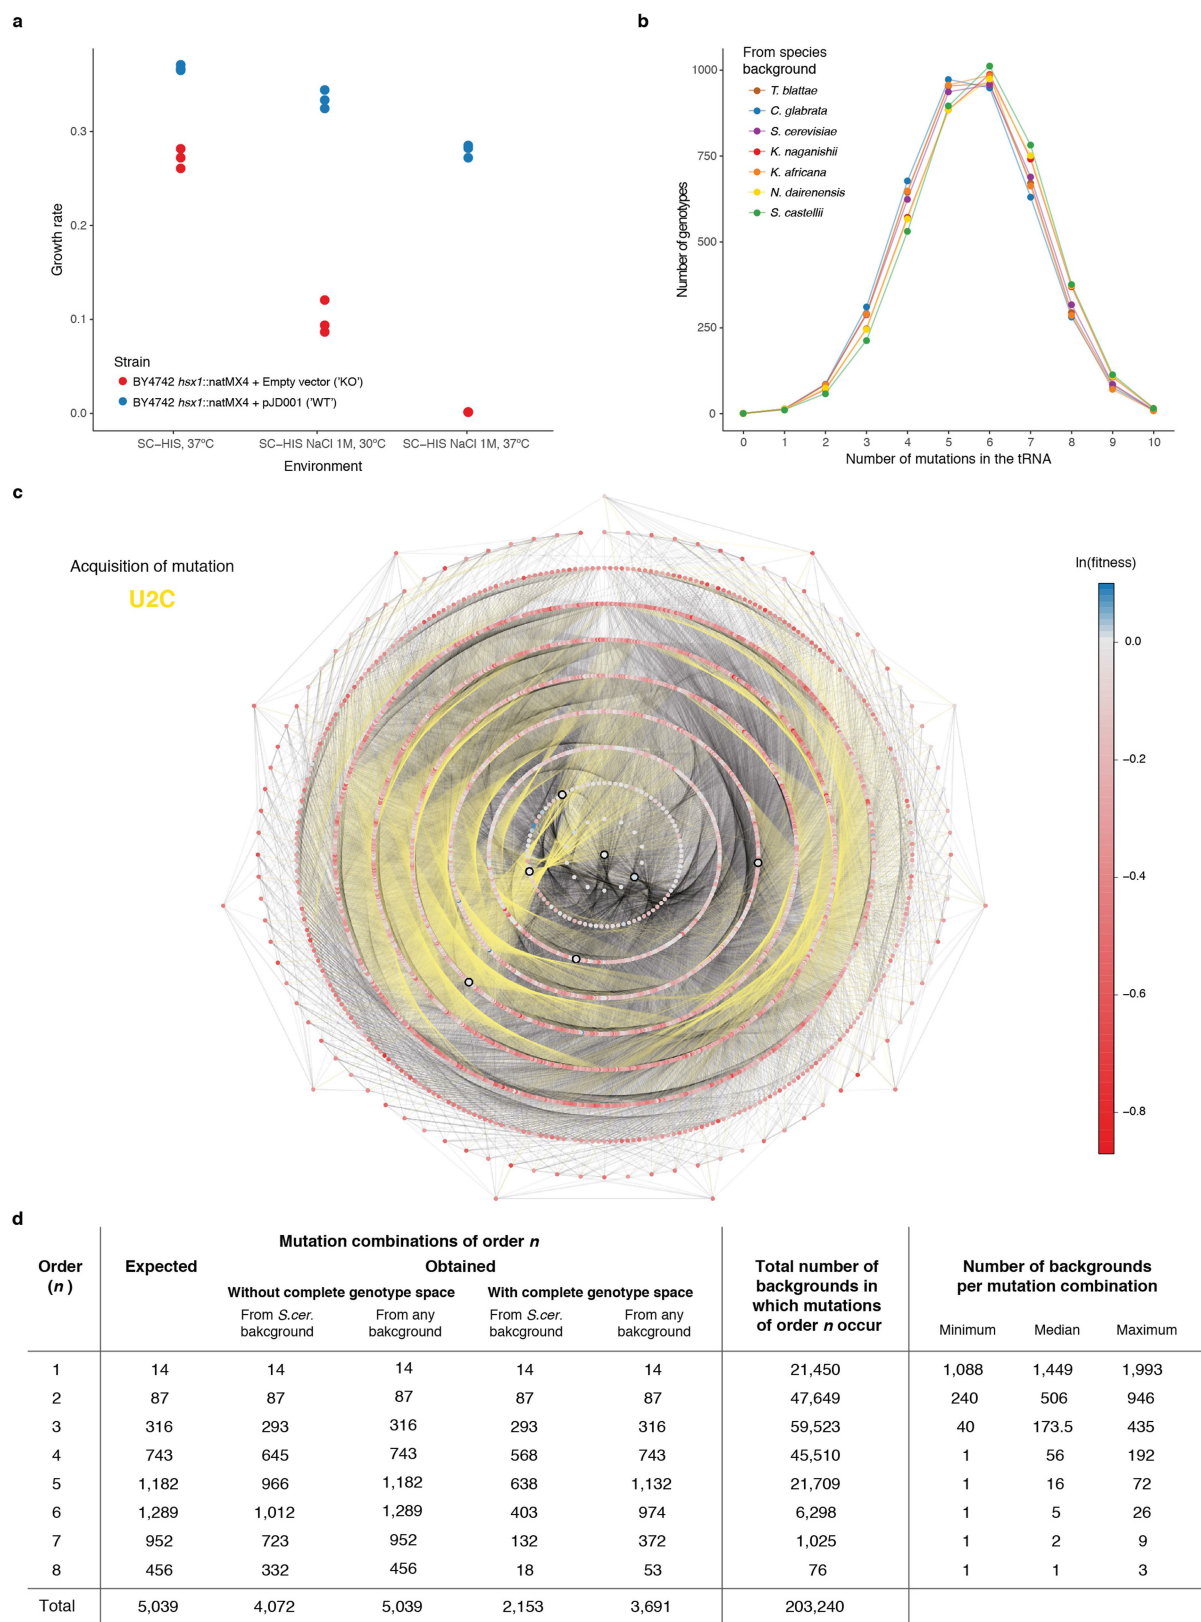 a
0.3
0.2
0.1
0.0
Growth rate
Strain
BY4742 hsx1::natMX4 + Empty vector ('KO')
BY4742 hsx1::natMX4 + pJD001 ('WT')
SC–HIS, 37ºC
SC–HIS NaCl 1M, 30ºC
SC–HIS NaCl 1M, 37ºC
Environment
b
From species
background
T. blattae
C. glabrata
S. cerevisiae
K. naganishii
K. africana
N. dairenensis
S. castellii
1000
750
500
250
0
Number of genotypes
0 1 2 3 4 5 6 7 8 9 10
Number of mutations in the tRNA
c
Acquisition of mutation
U2C
ln(fitness)
0.0
−0.2
−0.4
−0.6
−0.8
d
Mutation combinations of order n
Order (n) Expected Obtained
Without complete genotype space With complete genotype space
From S.cer. bakcground From any bakcground From S.cer. bakcground From any bakcground
Total number of
backgrounds in
which mutations
of order n occur
Number of backgrounds
per mutation combination
Minimum Median Maximum
1 14 14 14 14 14 21,450 1,088 1,449 1,993
2 87 87 87 87 87 47,649 240 506 946
3 316 293 316 293 316 59,523 40 173.5 435
4 743 645 743 568 743 45,510 1 56 192
5 1,182 966 1,182 638 1,132 21,709 1 16 72
6 1,289 1,012 1,289 403 974 6,298 1 5 26
7 952 723 952 132 372 1,025 1 2 9
8 456 332 456 18 53 76 1 1 3
Total 5,039 4,072 5,039 2,153 3,691 203,240